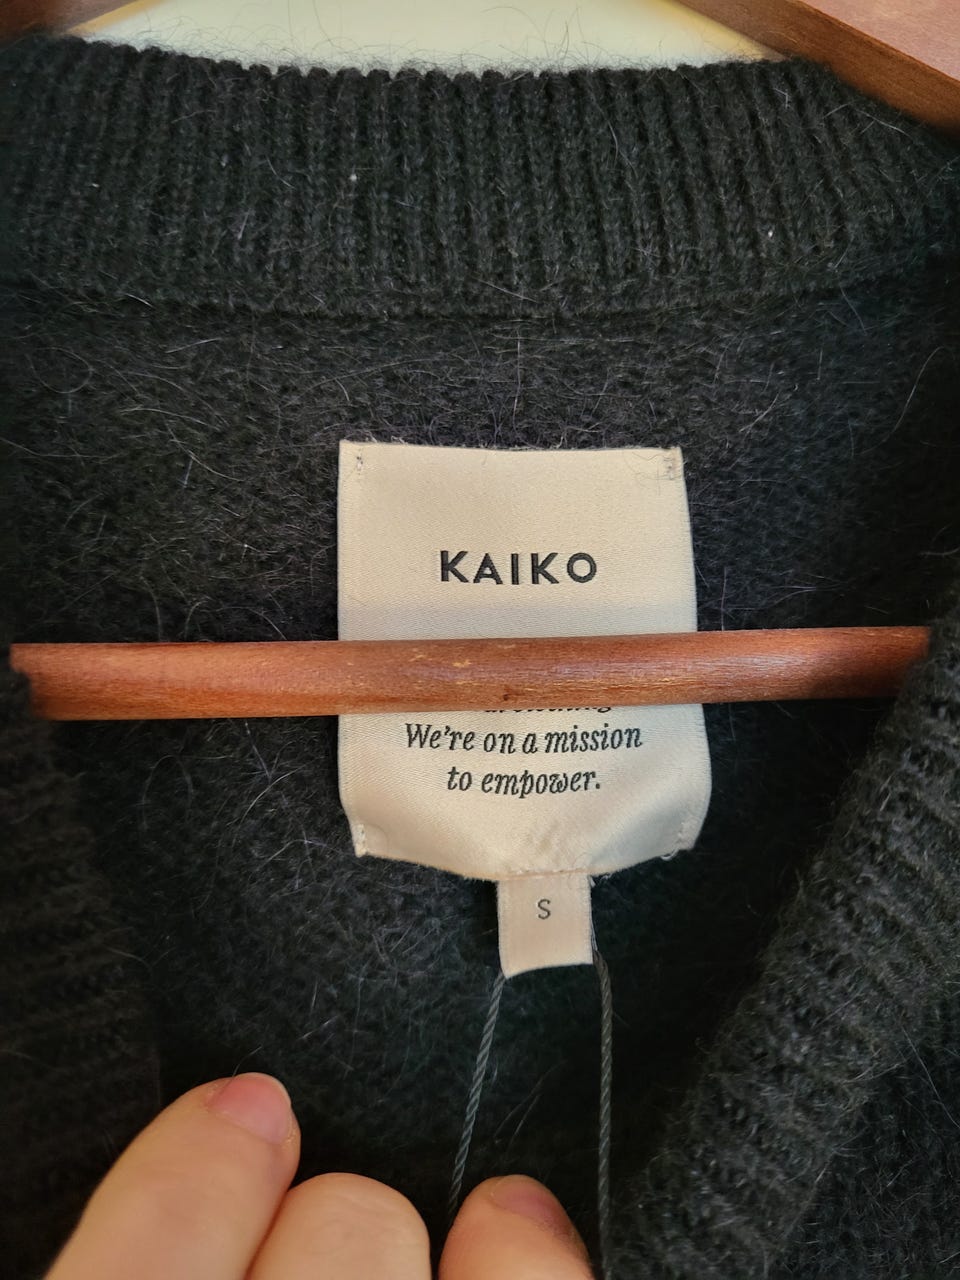 KAIKO
We're on a mission
to empower.
S